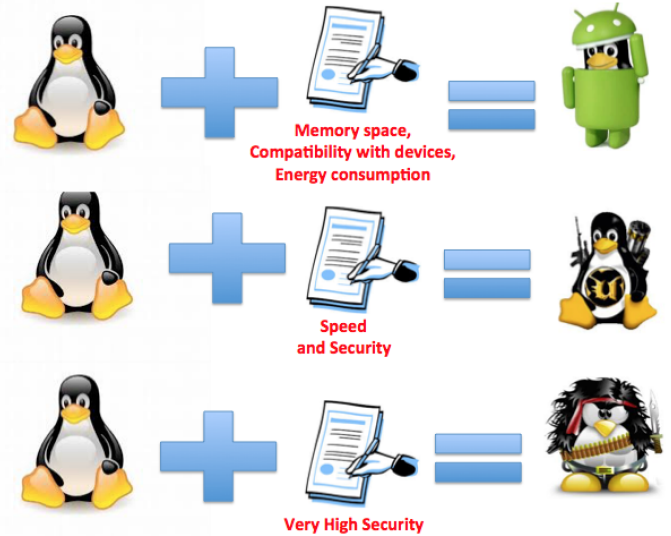 Memory space,
Compatibility with devices,
Energy consumption
Speed
and Security
Very High Security